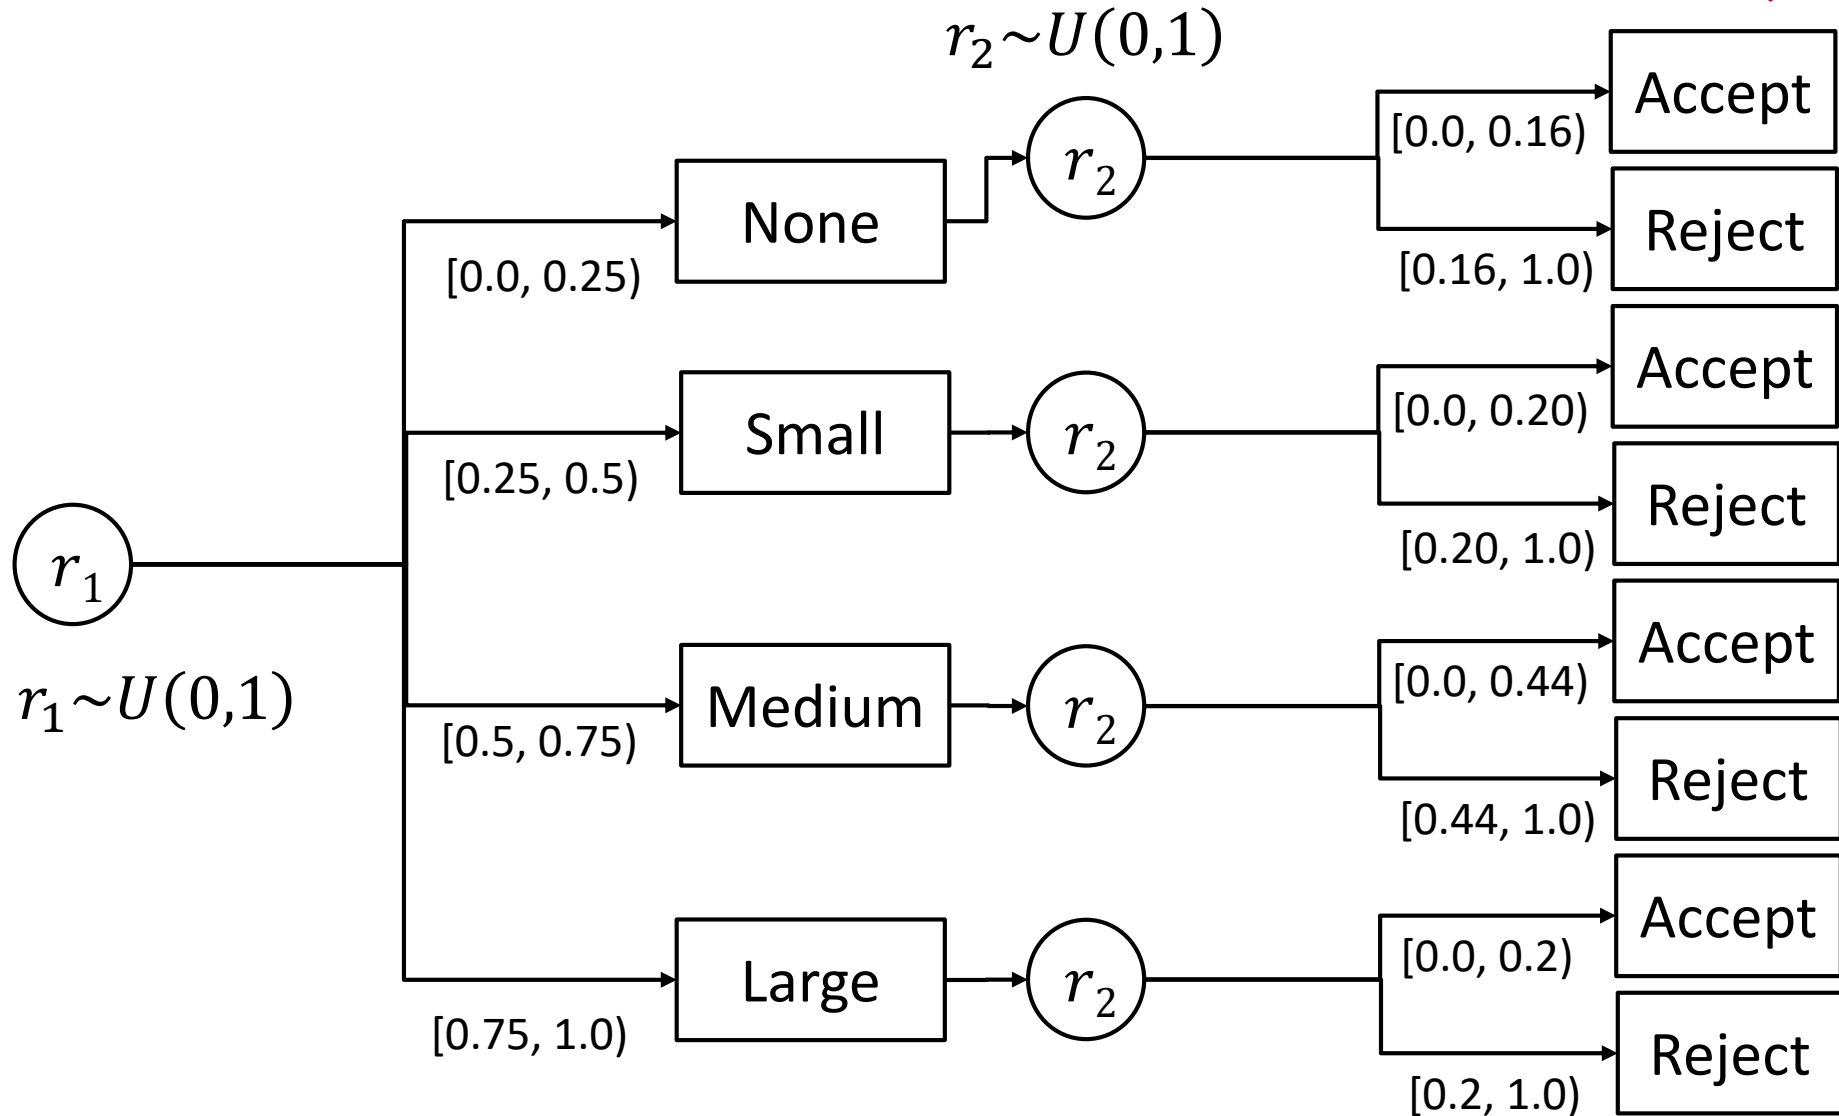 r₂~U(0,1)
Accept
[0.0, 0.16)
r₂
None
Reject
[0.0, 0.25)
[0.16, 1.0)
Accept
[0.0, 0.20)
Small
r₂
[0.25, 0.5)
Reject
[0.20, 1.0)
r₁
r₁~U(0,1)
Accept
[0.0, 0.44)
Medium
r₂
[0.5, 0.75)
Reject
[0.44, 1.0)
Accept
[0.0, 0.2)
Large
r₂
[0.75, 1.0)
Reject
[0.2, 1.0)